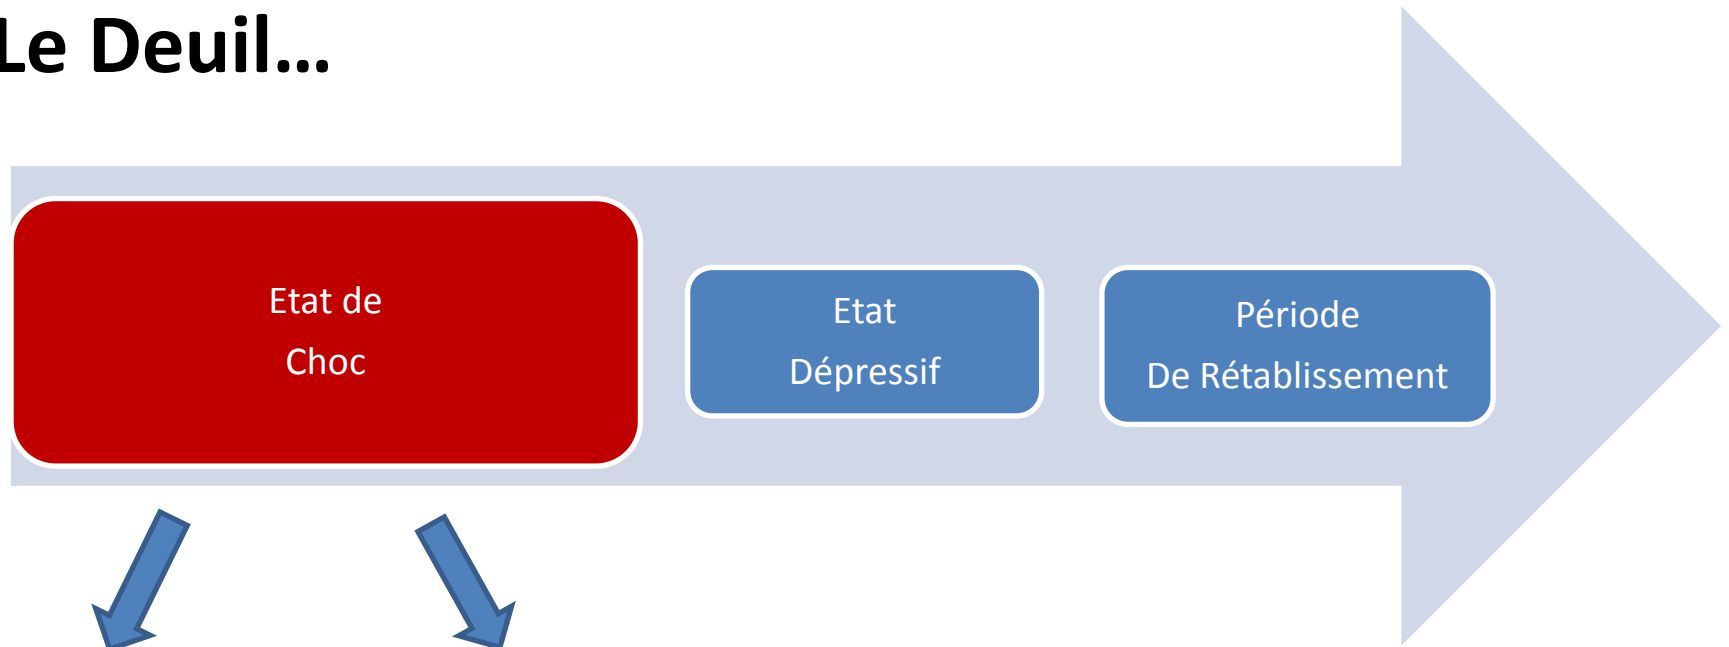 Le Deuil…
Etat de
Choc
Etat
Dépressif
Période
De Rétablissement